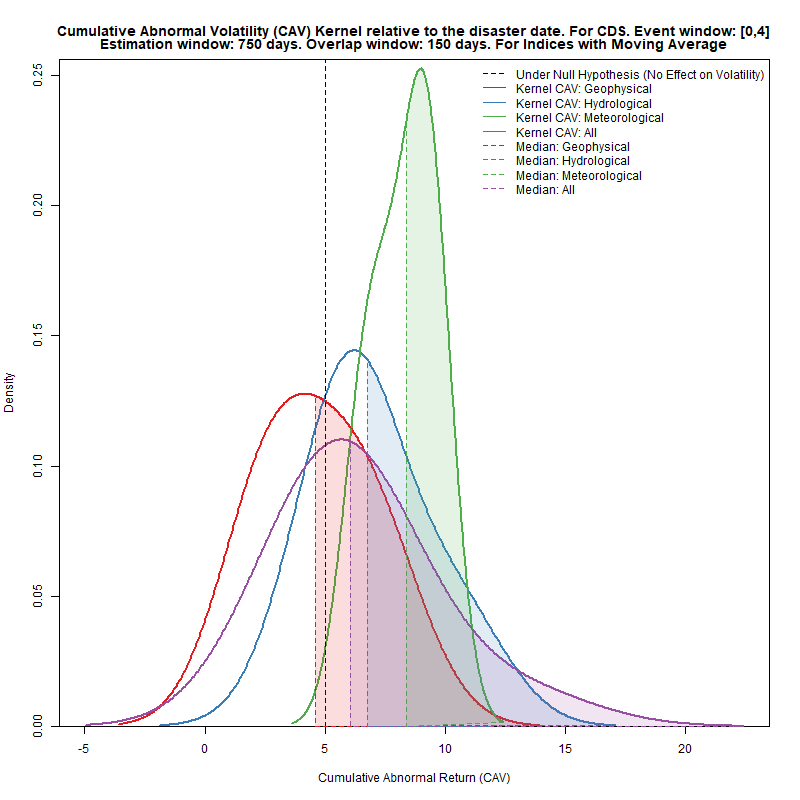 Cumulative Abnormal Volatility (CAV) Kernel relative to the disaster date. For CDS. Event window: [0,4]
Estimation window: 750 days. Overlap window: 150 days. For Indices with Moving Average
Under Null Hypothesis (No Effect on Volatility)
Kernel CAV: Geophysical
Kernel CAV: Hydrological
Kernel CAV: Meteorological
Kernel CAV: All
Median: Geophysical
Median: Hydrological
Median: Meteorological
Median: All
Density
0.25
0.20
0.15
0.10
0.05
0.00
-5 0 5 10 15 20
Cumulative Abnormal Return (CAV)